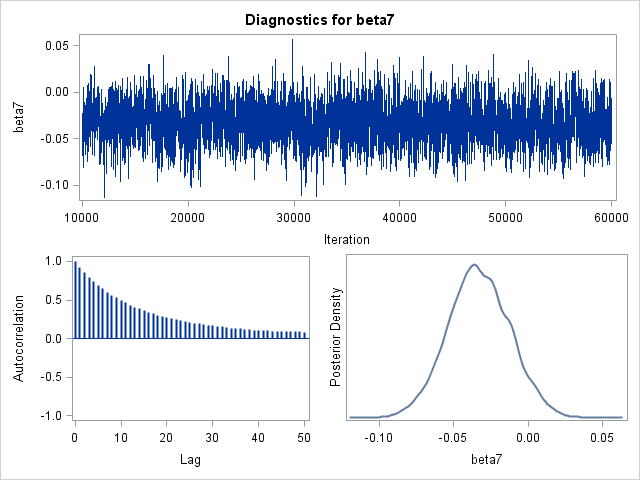 Diagnostics for beta7
0.05
0.00
-0.05
-0.10
beta7
10000 20000 30000 40000 50000 60000
Iteration
1.0
0.5
0.0
-0.5
-1.0
Autocorrelation
0 10 20 30 40 50
Lag
Posterior Density
-0.10 -0.05 0.00 0.05
beta7